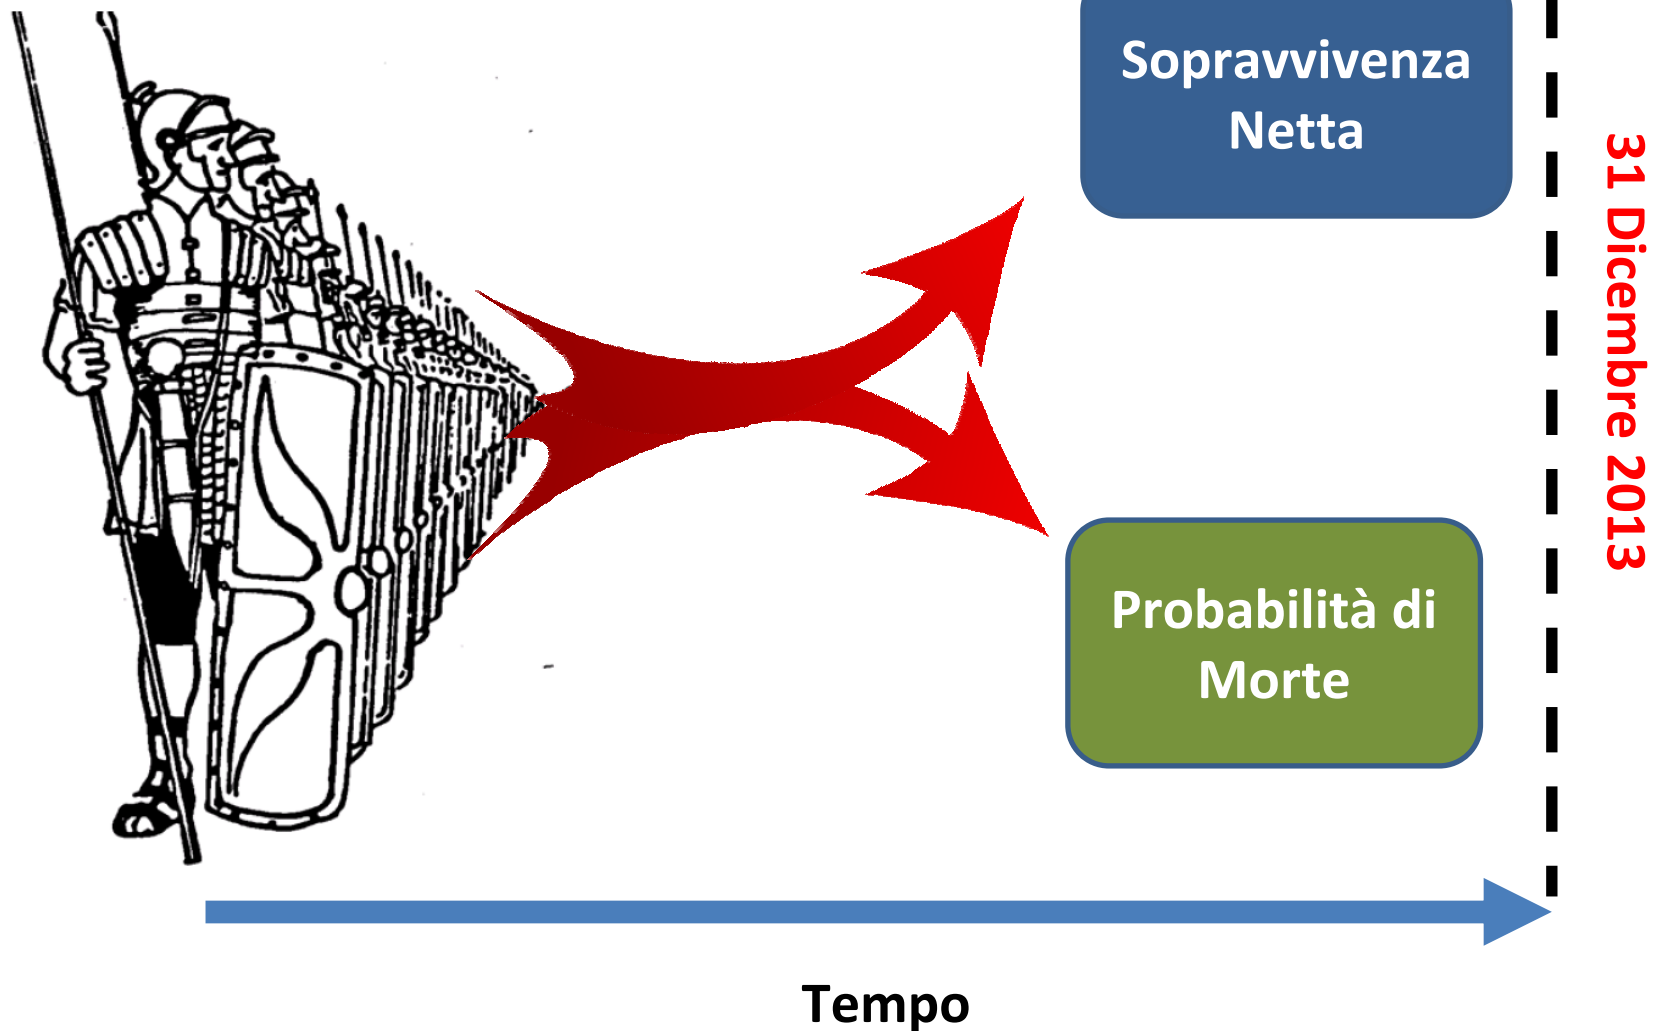 Sopravvivenza
Netta
31 Dicembre 2013
Probabilità di
Morte
Tempo